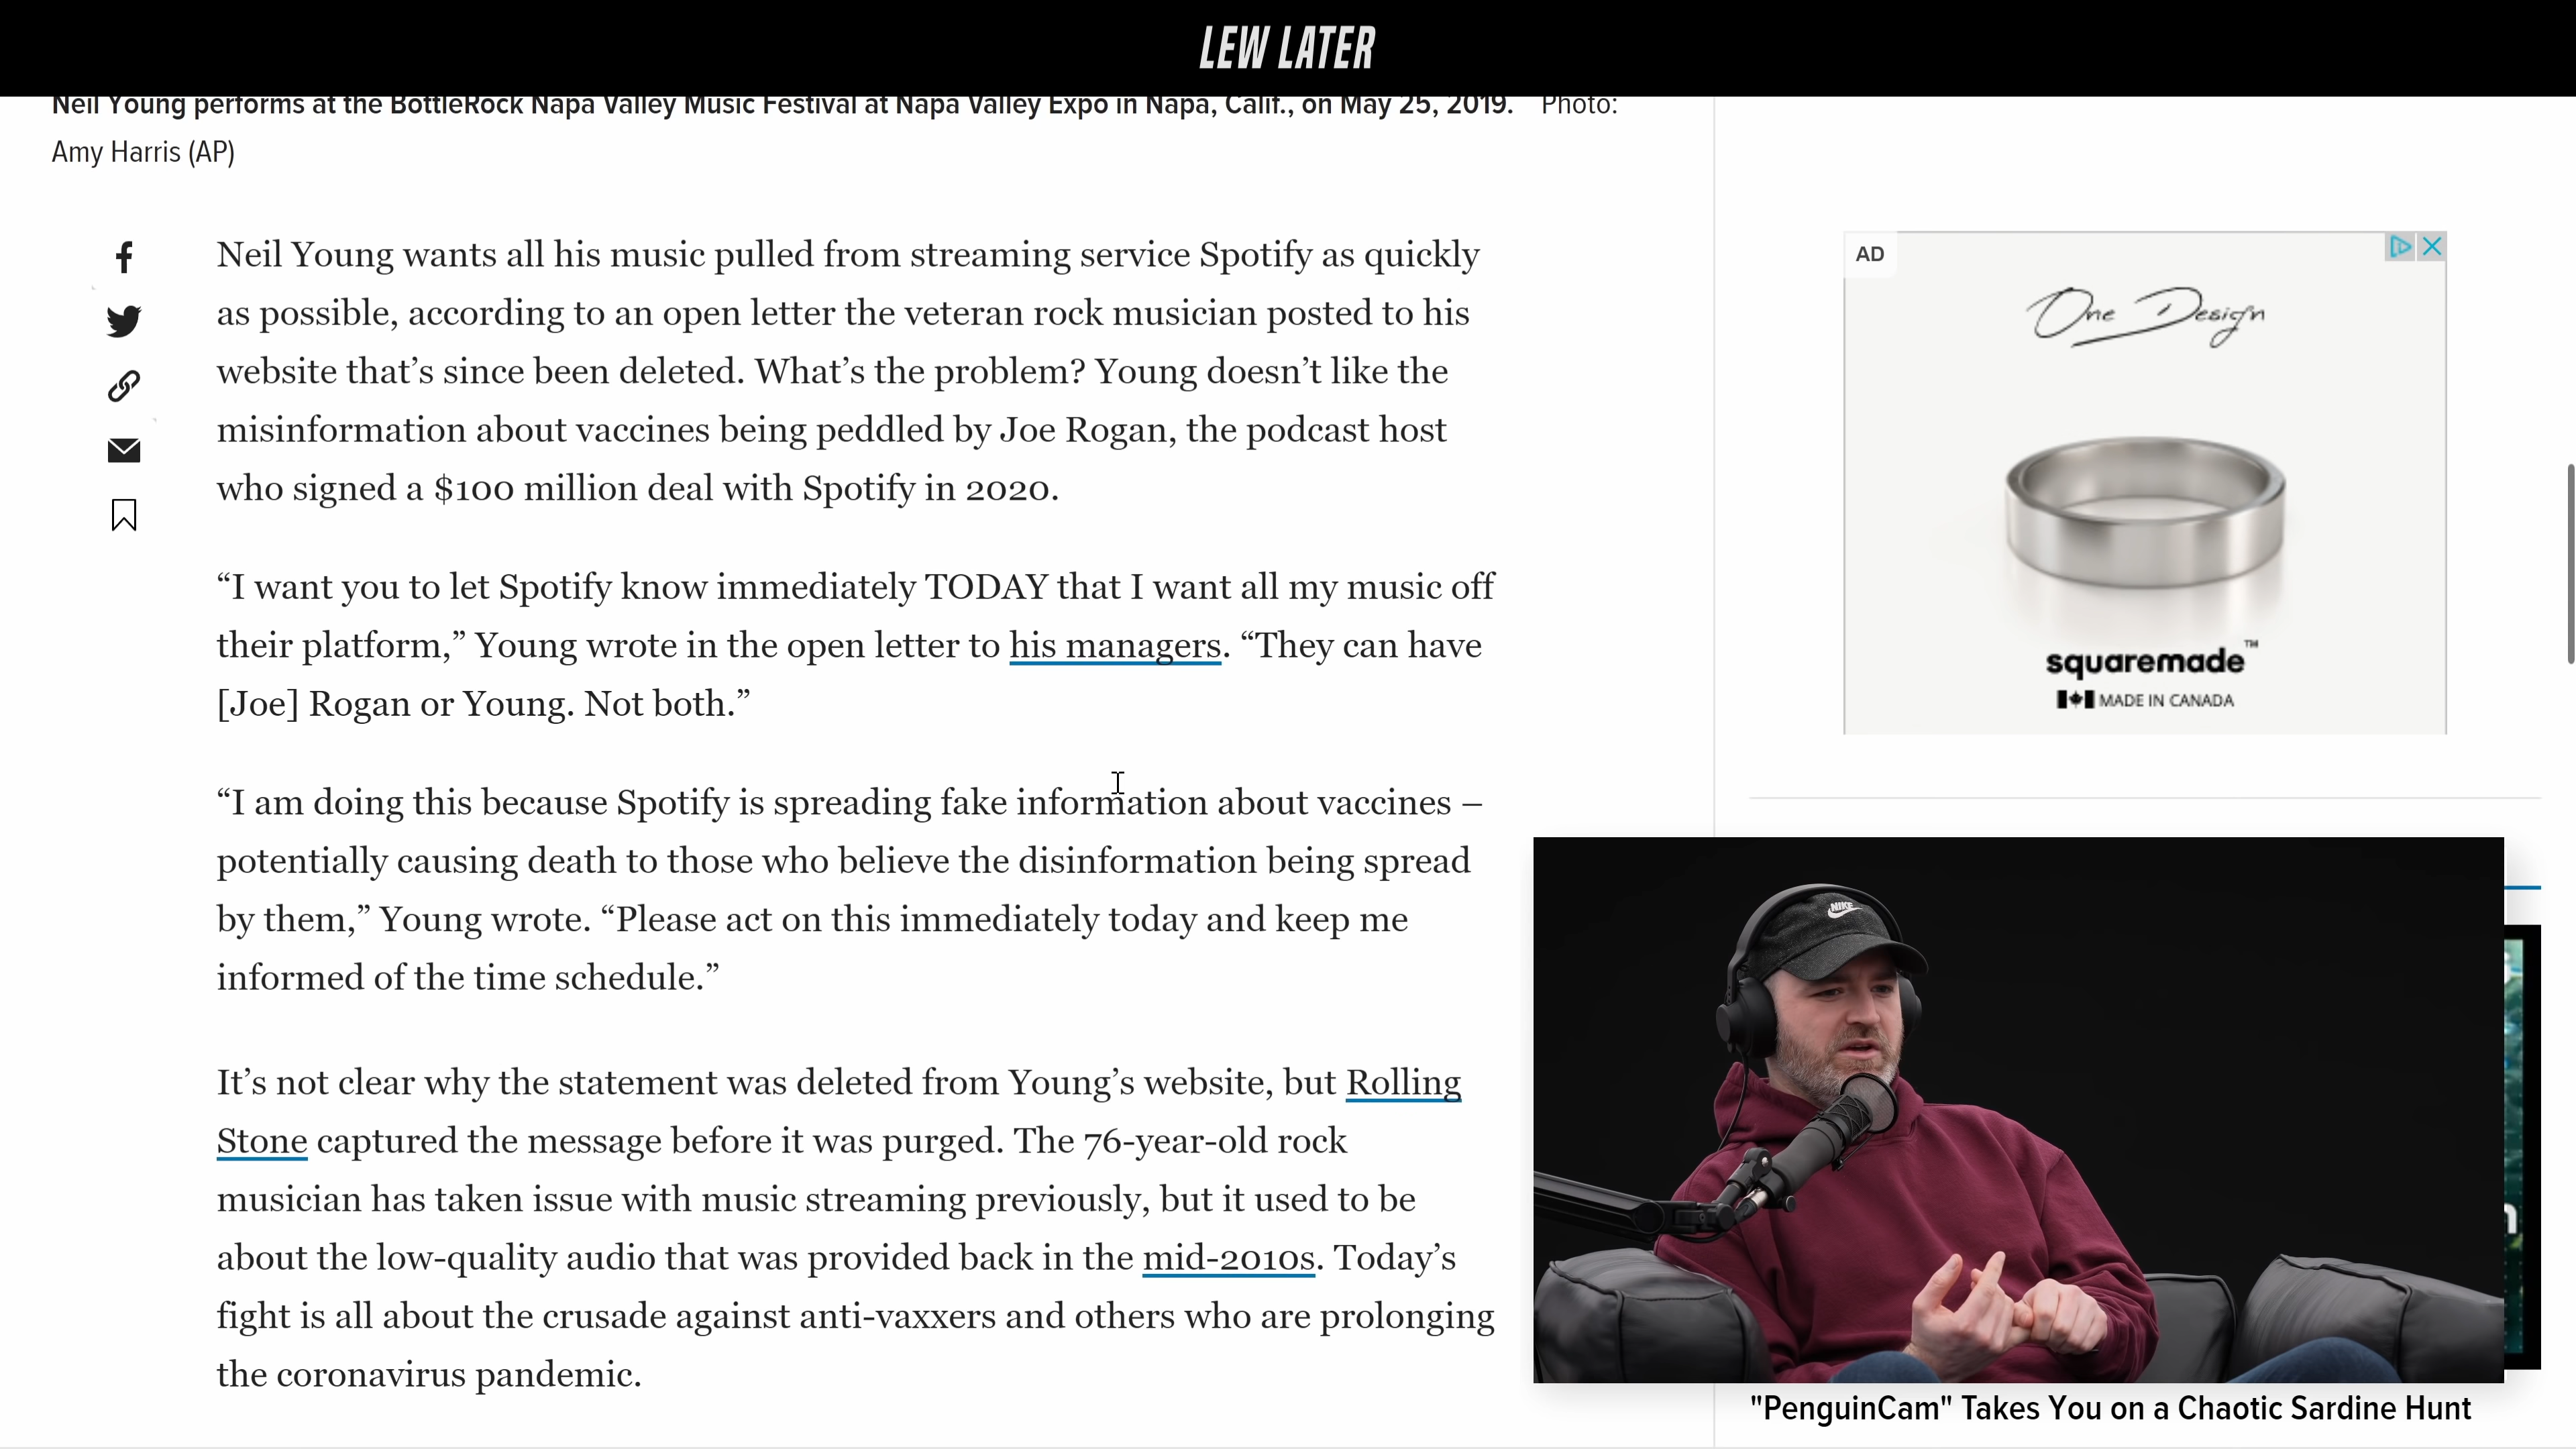 LEW LATER
Neil Young performs at the BottleRock Napa Valley Music Festival at Napa Valley Expo in Napa, Calif., on May 25, 2019. Photo:
Amy Harris (AP)
Neil Young wants all his music pulled from streaming service Spotify as quickly
as possible, according to an open letter the veteran rock musician posted to his
website that’s since been deleted. What’s the problem? Young doesn’t like the
misinformation about vaccines being peddled by Joe Rogan, the podcast host
who signed a $100 million deal with Spotify in 2020.
“I want you to let Spotify know immediately TODAY that I want all my music off
their platform,” Young wrote in the open letter to his managers. “They can have
[Joe] Rogan or Young. Not both.”
“I am doing this because Spotify is spreading fake information about vaccines –
potentially causing death to those who believe the disinformation being spread
by them,” Young wrote. “Please act on this immediately today and keep me
informed of the time schedule.”
It’s not clear why the statement was deleted from Young’s website, but Rolling
Stone captured the message before it was purged. The 76-year-old rock
musician has taken issue with music streaming previously, but it used to be
about the low-quality audio that was provided back in the mid-2010s. Today’s
fight is all about the crusade against anti-vaxxers and others who are prolonging
the coronavirus pandemic.
AD
One Design
squaremade™
MADE IN CANADA
NIKE
"PenguinCam" Takes You on a Chaotic Sardine Hunt